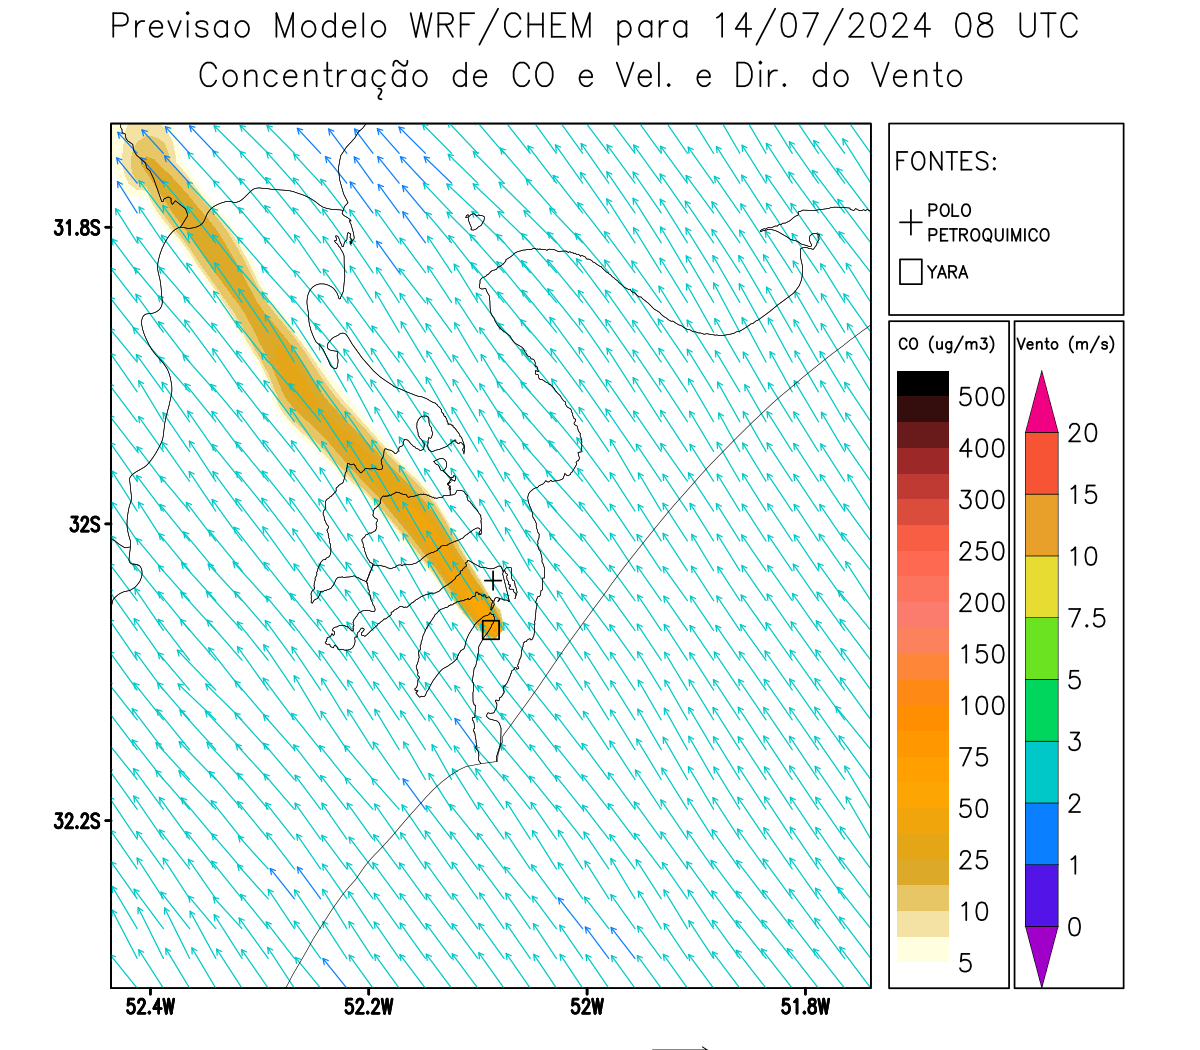 Previsao Modelo WRF/CHEM para 14/07/2024 08 UTC
Concentração de CO e Vel. e Dir. do Vento
FONTES:
POLO
PETROQUIMICO
YARA
CO (ug/m3)
500
400
300
250
200
150
100
75
50
25
10
5
Vento (m/s)
20
15
10
7.5
5
3
2
1
0
31.8S
32S
32.2S
52.4W
52.2W
52W
51.8W